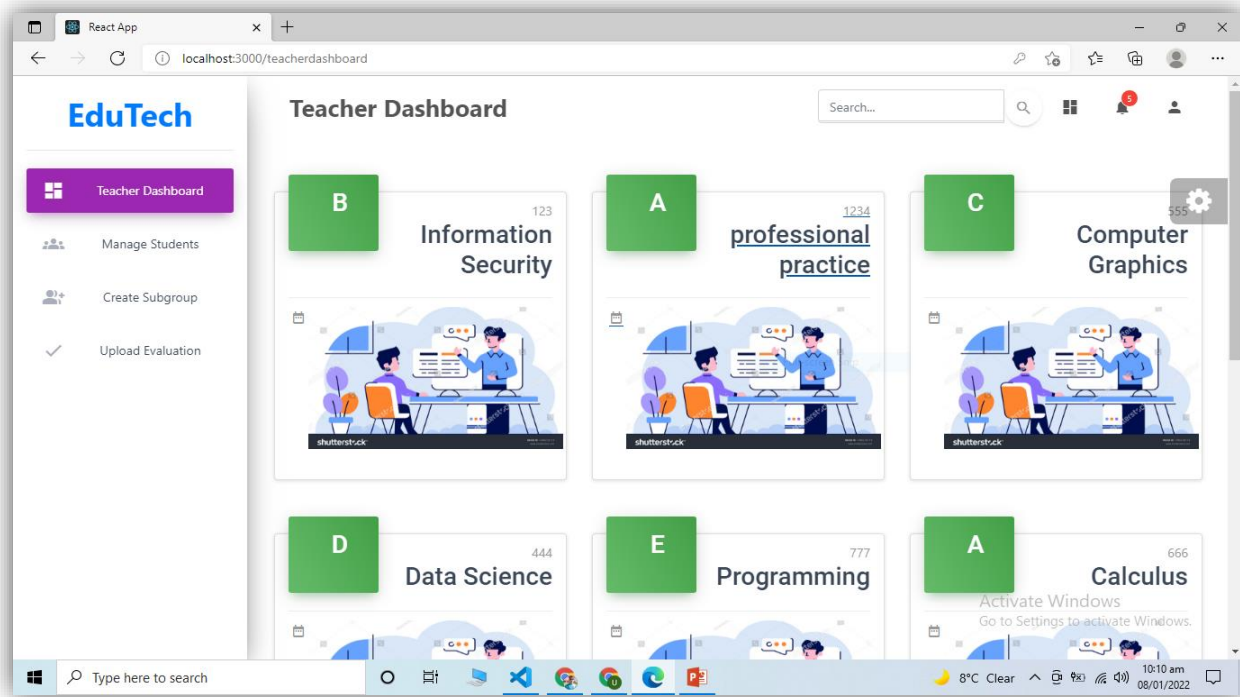 React App
localhost:3000/teacherdashboard
EduTech
Teacher Dashboard
Search...
5
Teacher Dashboard
Manage Students
Create Subgroup
Upload Evaluation
B
123
Information
Security
shutterstock
A
1234
professional
practice
shutterstock
C
555
Computer
Graphics
shutterstock
D
444
Data Science
E
777
Programming
A
666
Calculus
Activate Windows
Go to Settings to activate Windows.
Type here to search
8°C Clear
10:10 am
08/01/2022